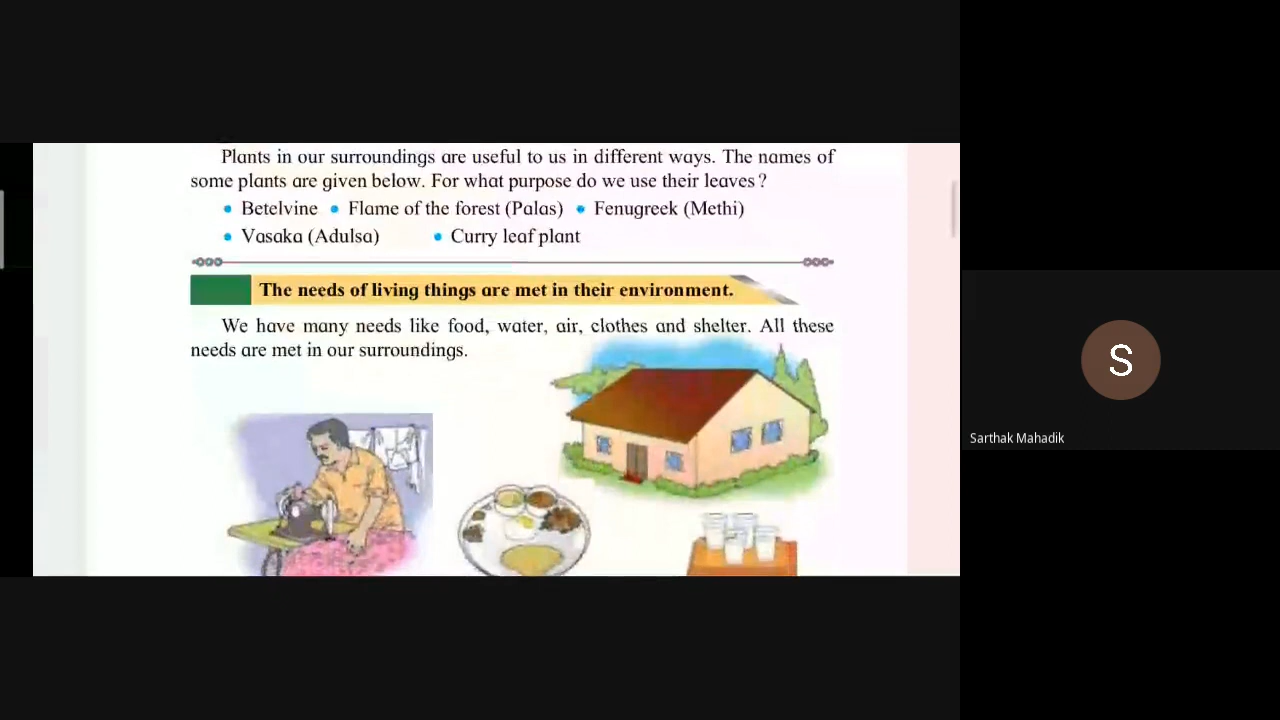 Plants in our surroundings are useful to us in different ways. The names of
some plants are given below. For what purpose do we use their leaves ?
• Betelvine • Flame of the forest (Palas) • Fenugreek (Methi)
• Vasaka (Adulsa) • Curry leaf plant
The needs of living things are met in their environment.
We have many needs like food, water, air, clothes and shelter. All these
needs are met in our surroundings.
S
Sarthak Mahadik